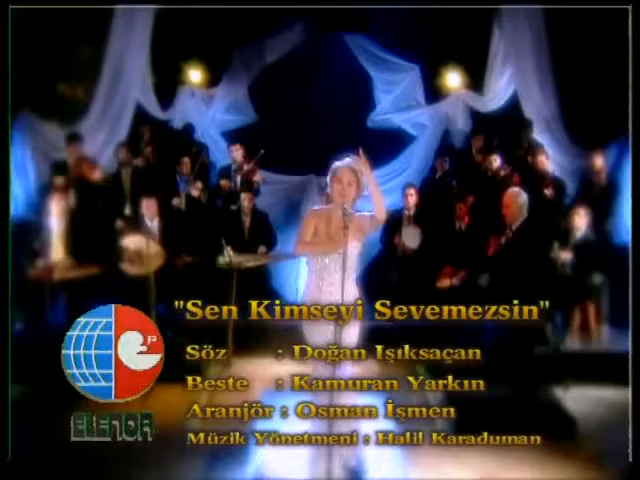 "Sen Kimseyi Sevemezsin"
Söz : Doğan Işıksaçan
Beste : Kamuran Yarkın
Aranjör : Osman İşmen
Müzik Yönetmeni : Halil Karaduman
ELENOR